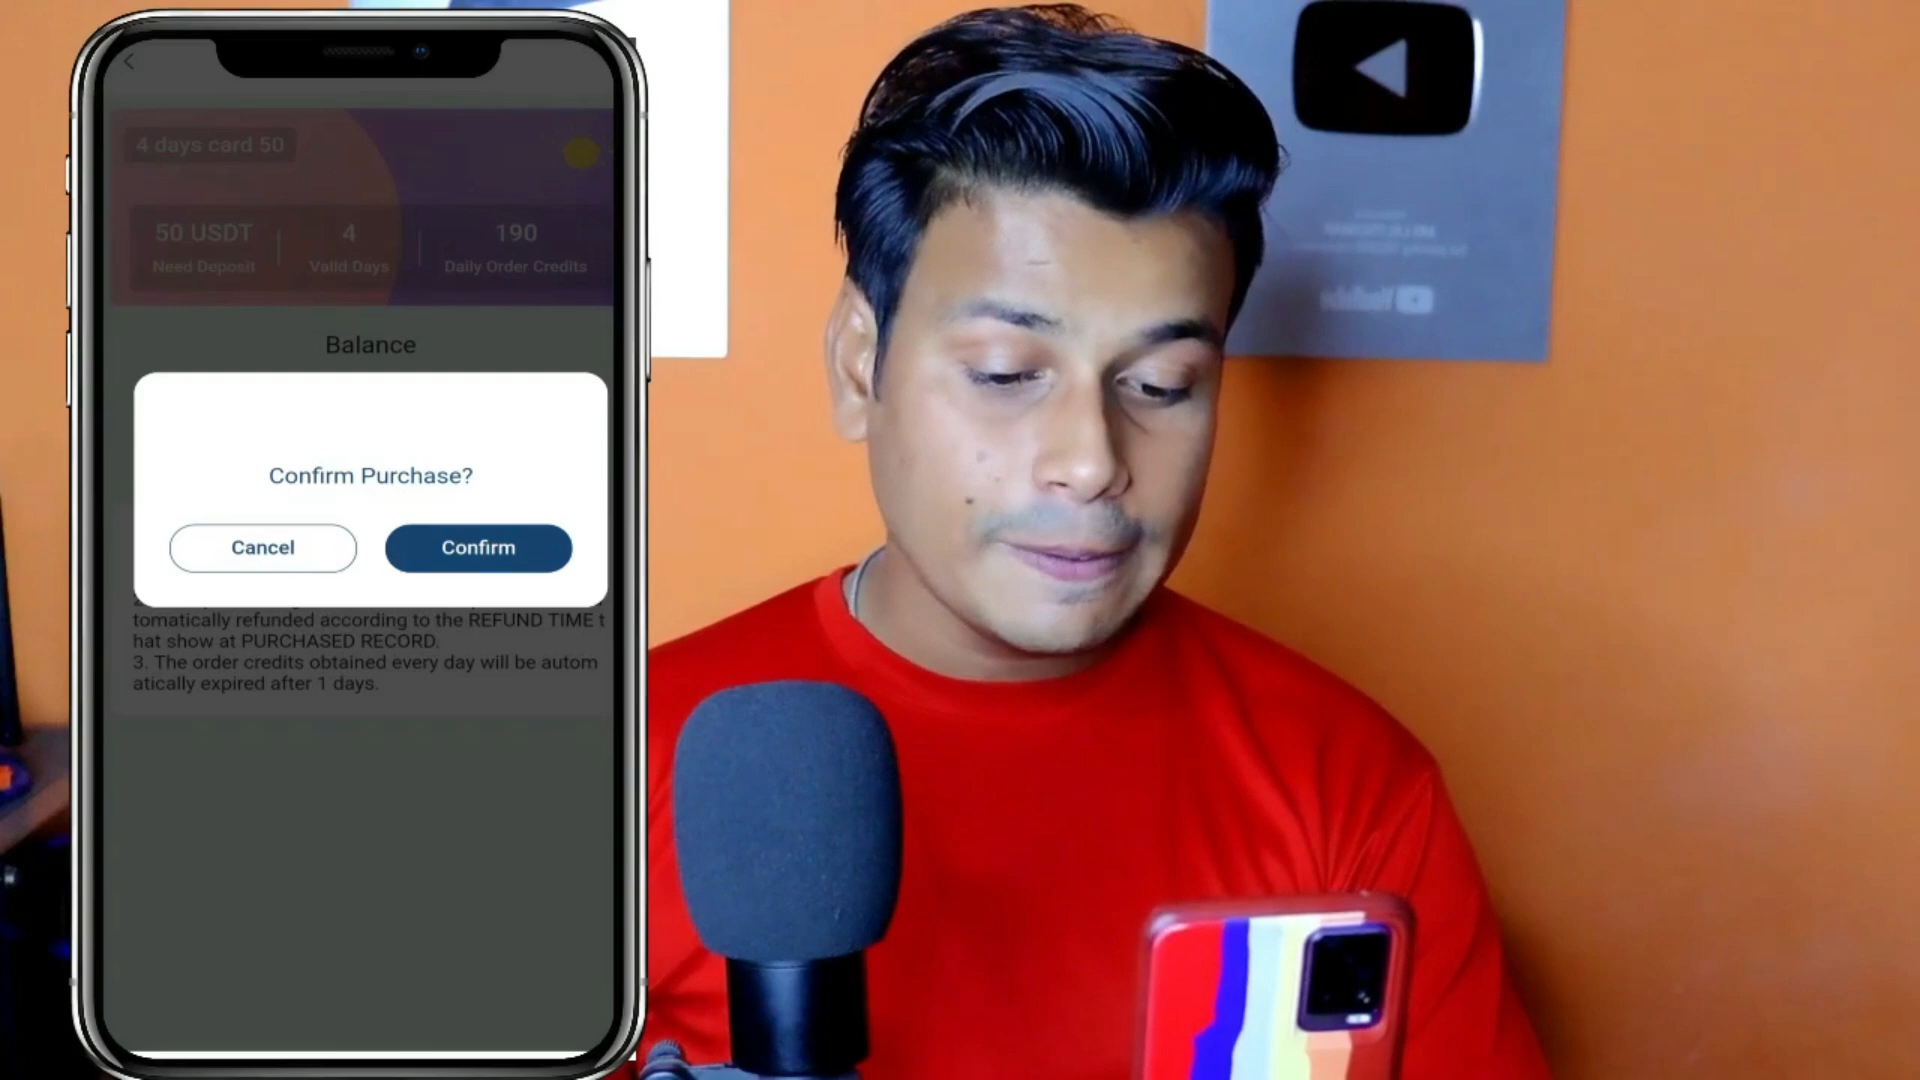 4 days card 50
50 USDT 4 190
Need Deposit Valid Days Daily Order Credits
Balance
Confirm Purchase?
Cancel Confirm
tomatically refunded according to the REFUND TIME t
hat show at PURCHASED RECORD.
3. The order credits obtained every day will be autom
atically expired after 1 days.
YouTube